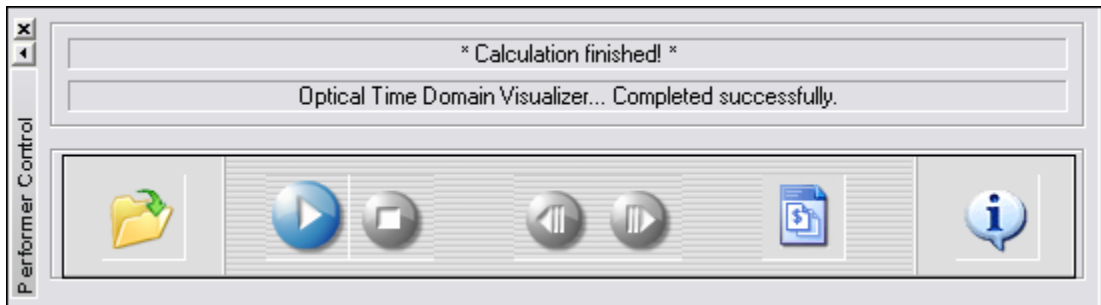 * Calculation finished! *
Optical Time Domain Visualizer... Completed successfully.
Performer Control
$
i